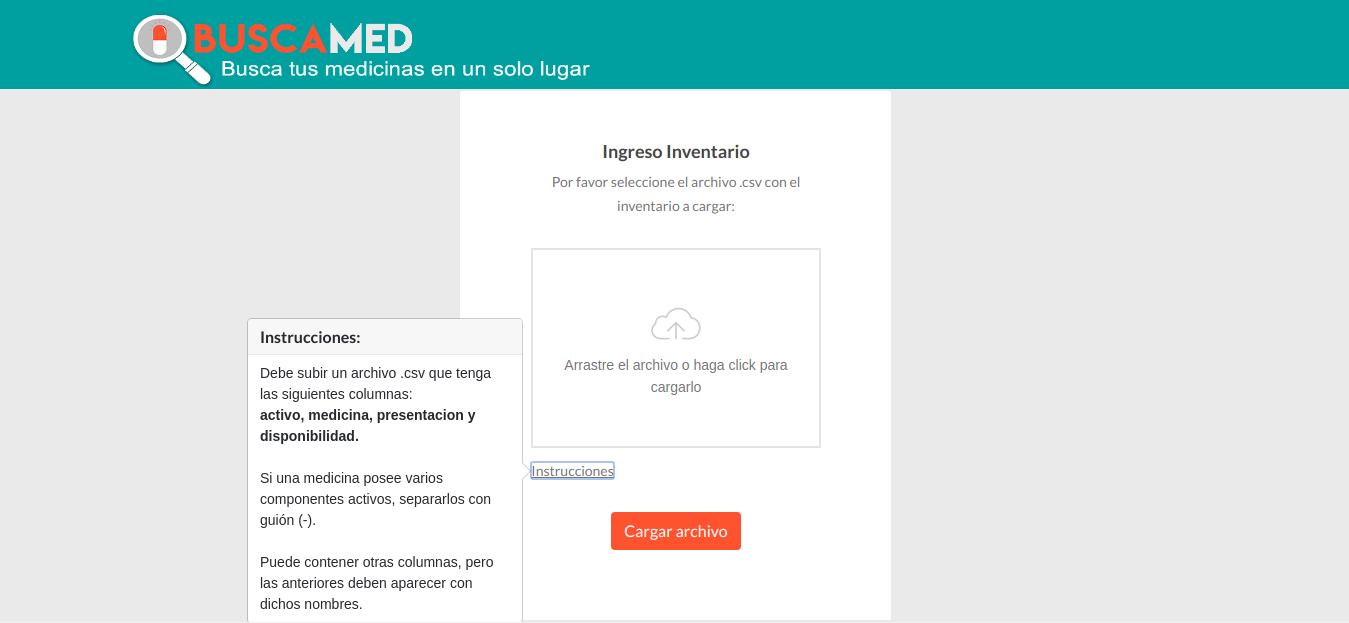 BUSCAMED
Busca tus medicinas en un solo lugar
Ingreso Inventario
Por favor seleccione el archivo .csv con el
inventario a cargar:
Arrastre el archivo o haga click para
cargarlo
Instrucciones
Cargar archivo
Instrucciones:
Debe subir un archivo .csv que tenga
las siguientes columnas:
activo, medicina, presentacion y
disponibilidad.
Si una medicina posee varios
componentes activos, separarlos con
guión (-).
Puede contener otras columnas, pero
las anteriores deben aparecer con
dichos nombres.